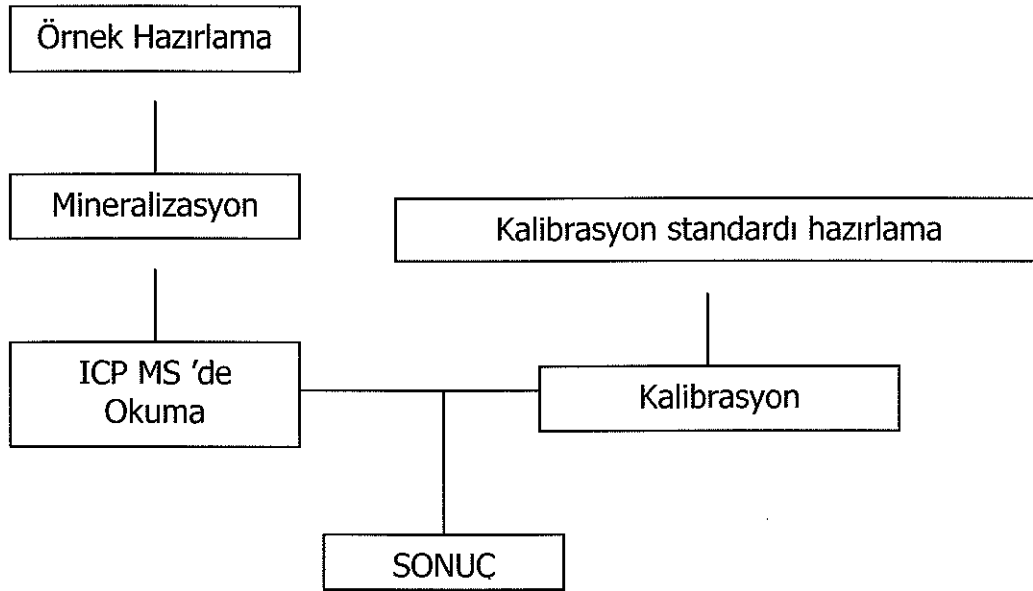 Örnek Hazırlama
Mineralizasyon
Kalibrasyon standardı hazırlama
ICP MS 'de
Okuma
Kalibrasyon
SONUÇ